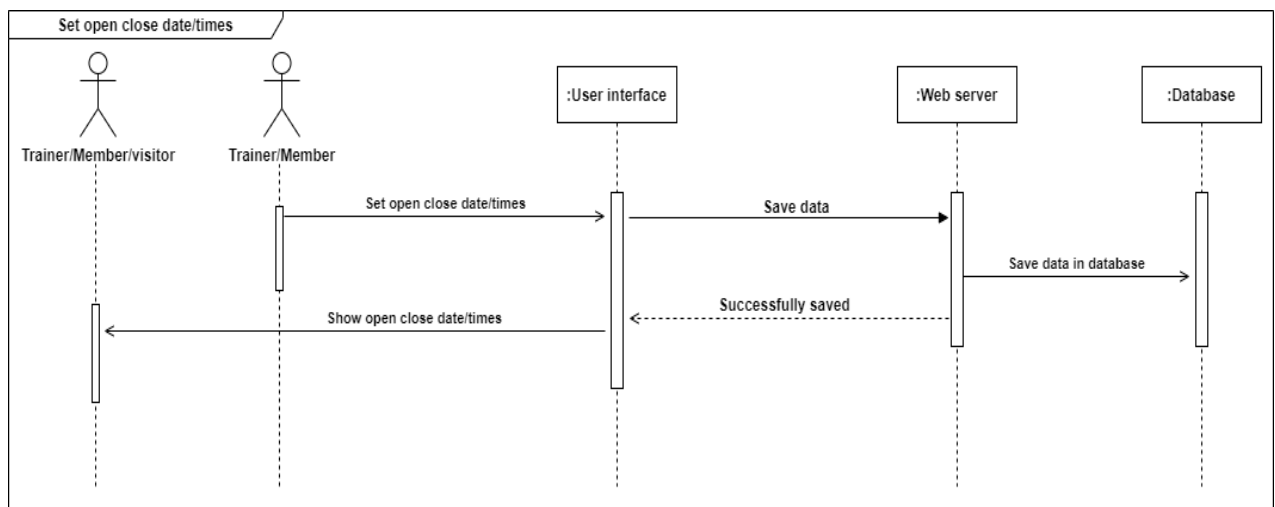 Set open close date/times
Trainer/Member/visitor
Trainer/Member
:User interface
:Web server
:Database
Set open close date/times
Save data
Save data in database
Successfully saved
Show open close date/times